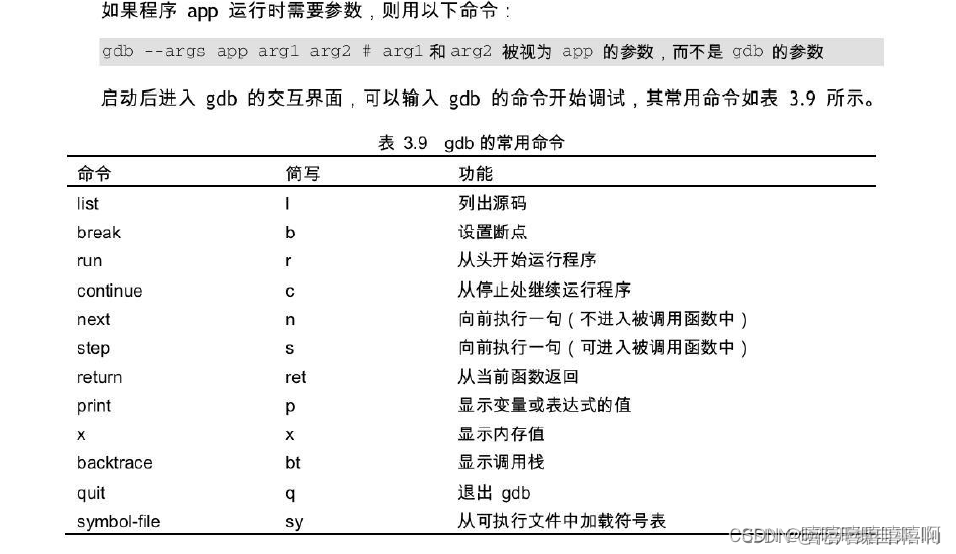 如果程序 app 运行时需要参数，则用以下命令：
gdb --args app arg1 arg2 # arg1 和 arg2 被视为 app 的参数，而不是 gdb 的参数
启动后进入 gdb 的交互界面，可以输入 gdb 的命令开始调试，其常用命令如表 3.9 所示。
表 3.9 gdb 的常用命令
命令 简写 功能
list l 列出源码
break b 设置断点
run r 从头开始运行程序
continue c 从停止处继续运行程序
next n 向前执行一句（不进入被调用函数中）
step s 向前执行一句（可进入被调用函数中）
return ret 从当前函数返回
print p 显示变量或表达式的值
x x 显示内存值
backtrace bt 显示调用栈
quit q 退出 gdb
symbol-file sy 从可执行文件中加载符号表